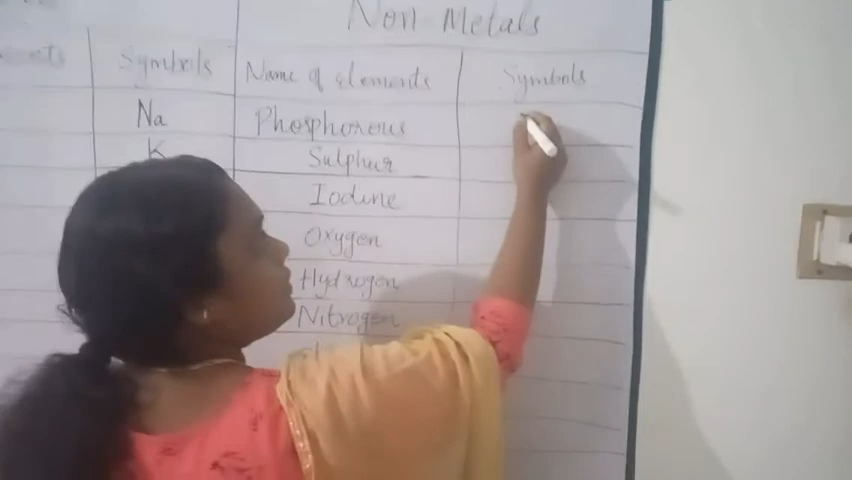 Non Metals
Symbols Name of elements Symbols
Na Phosphorous
K Sulphur
Iodine
Oxygen
Hydrogen
Nitrogen